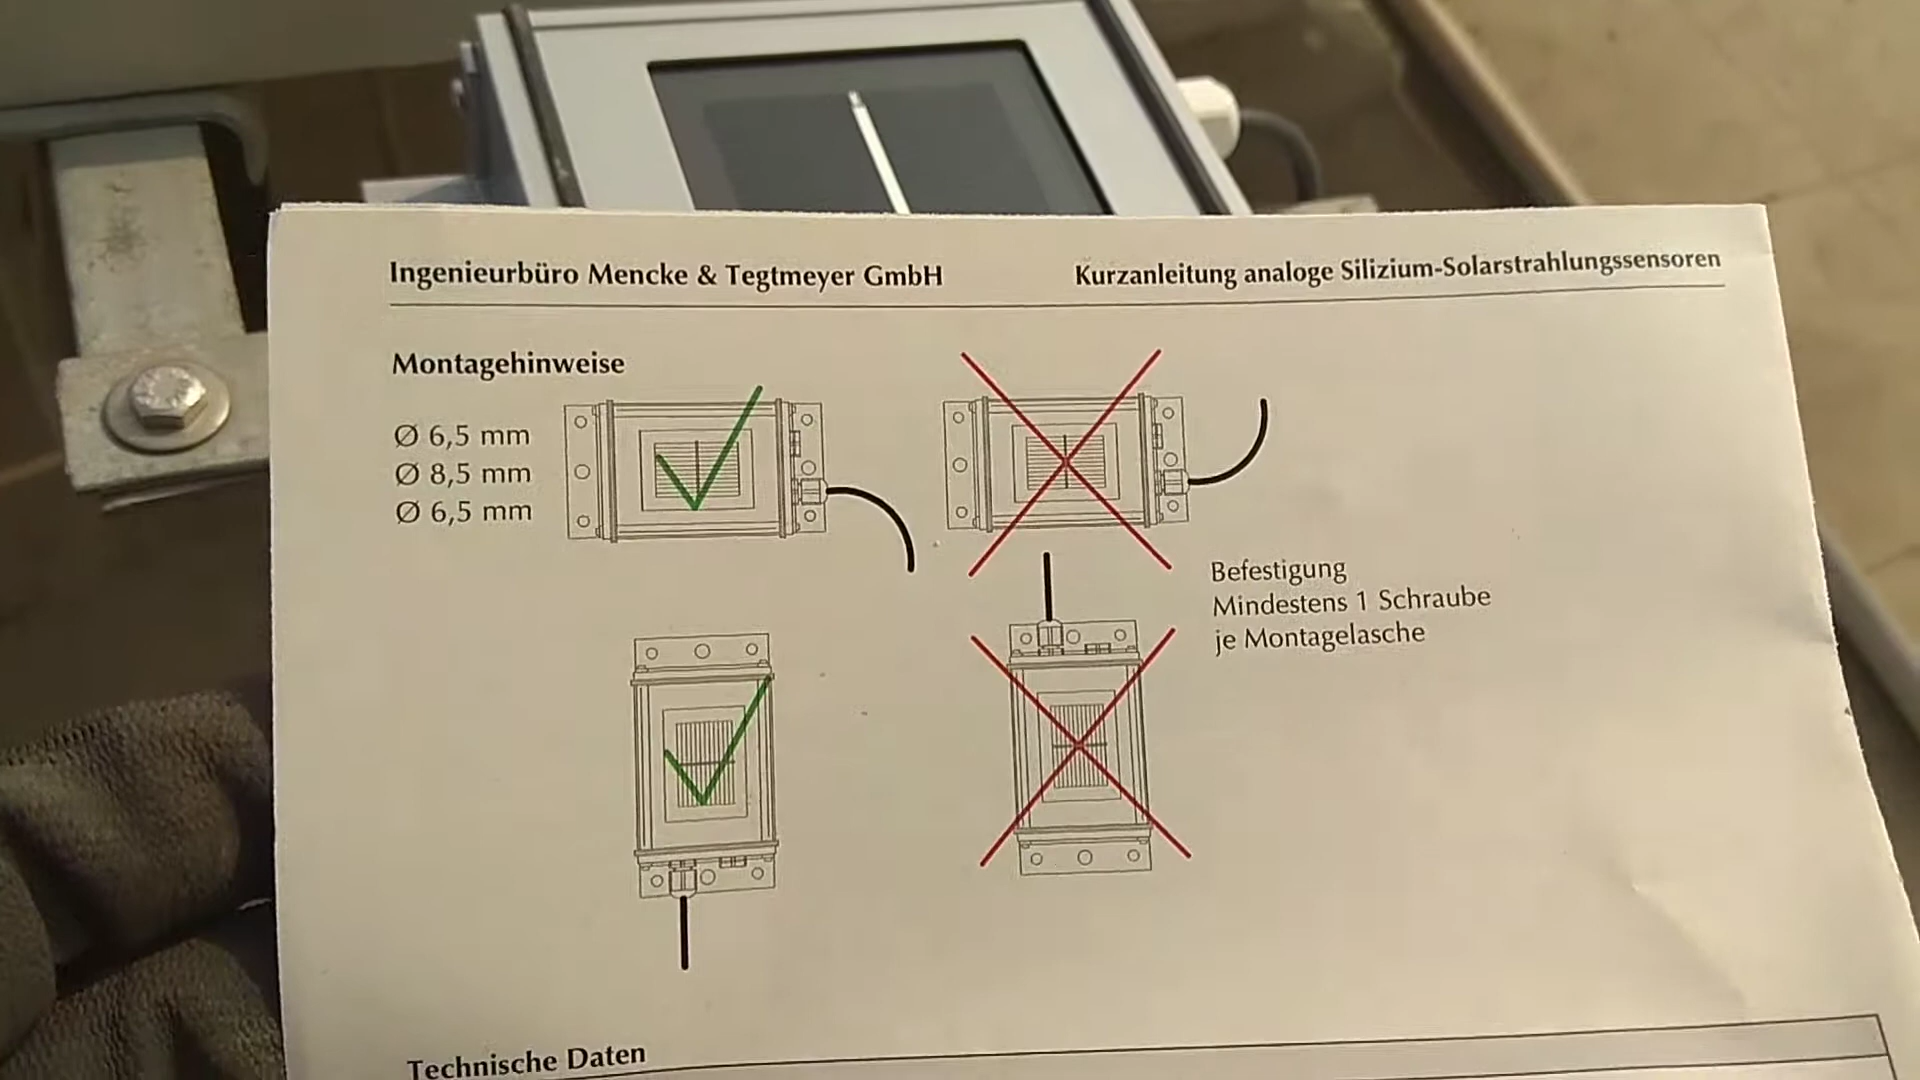 Ingenieurbüro Mencke & Tegtmeyer GmbH
Kurzanleitung analoge Silizium-Solarstrahlungssensoren
Montagehinweise
Ø 6,5 mm
Ø 8,5 mm
Ø 6,5 mm
Befestigung
Mindestens 1 Schraube
je Montagelasche
Technische Daten